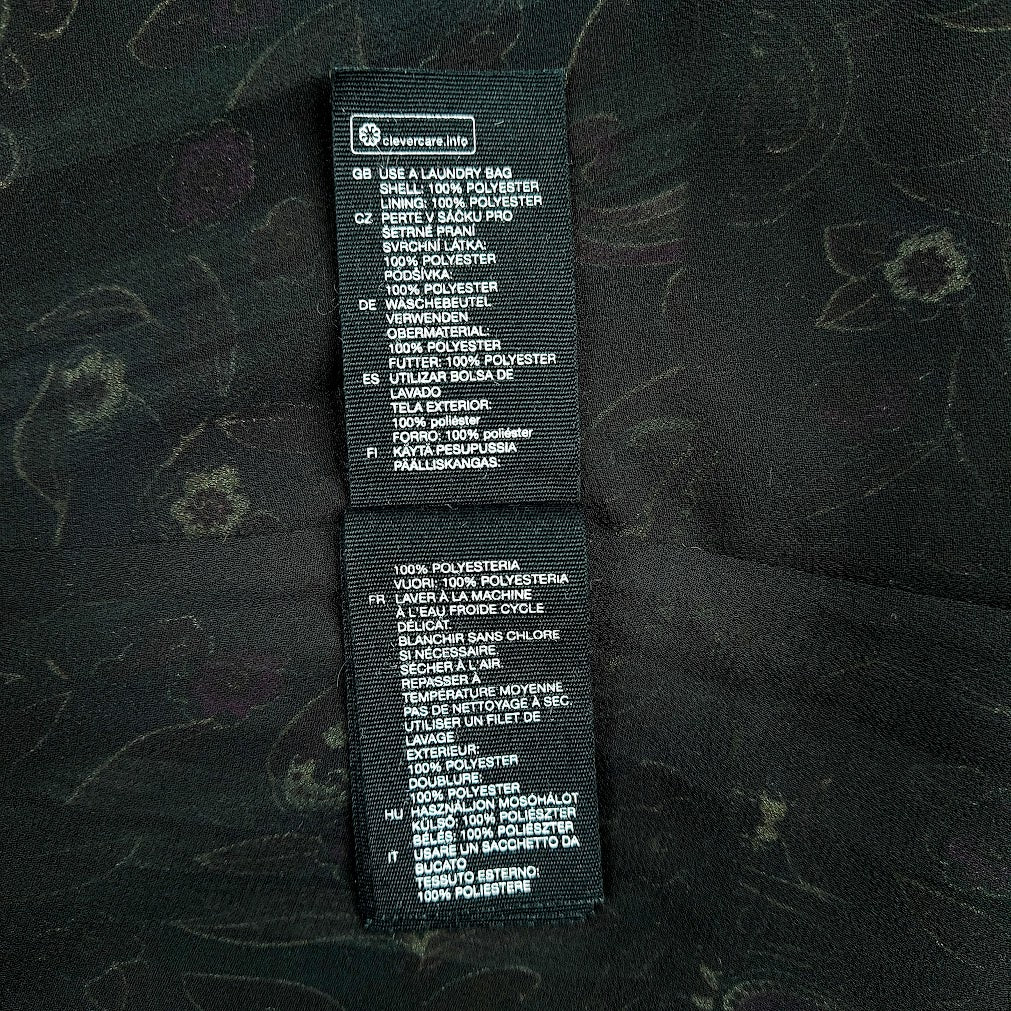 clevercare.info
GB USE A LAUNDRY BAG
SHELL: 100% POLYESTER
LINING: 100% POLYESTER
CZ PERTE V SÁČKU PRO
ŠETRNÉ PRANÍ
SVRCHNÍ LÁTKA:
100% POLYESTER
PODŠÍVKA:
100% POLYESTER
DE WÄSCHEBEUTEL
VERWENDEN
OBERMATERIAL:
100% POLYESTER
FUTTER: 100% POLYESTER
ES UTILIZAR BOLSA DE
LAVADO
TELA EXTERIOR:
100% poliéster
FORRO: 100% poliéster
FI KÄYTÄ PESUPUSSIA
PÄÄLLISKANGAS:
100% POLYESTERIA
VUORI: 100% POLYESTERIA
FR LAVER À LA MACHINE
À L'EAU FROIDE CYCLE
DÉLICAT.
BLANCHIR SANS CHLORE
SI NÉCESSAIRE.
SÉCHER À L'AIR.
REPASSER À
TEMPÉRATURE MOYENNE.
PAS DE NETTOYAGE À SEC.
UTILISER UN FILET DE
LAVAGE
EXTERIEUR:
100% POLYESTER
DOUBLURE:
100% POLYESTER
HU HASZNÁLJON MOSÓHÁLÓT
KÜLSŐ: 100% POLIÉSZTER
BÉLÉS: 100% POLIÉSZTER
IT USARE UN SACCHETTO DA
BUCATO
TESSUTO ESTERNO:
100% POLIESTERE